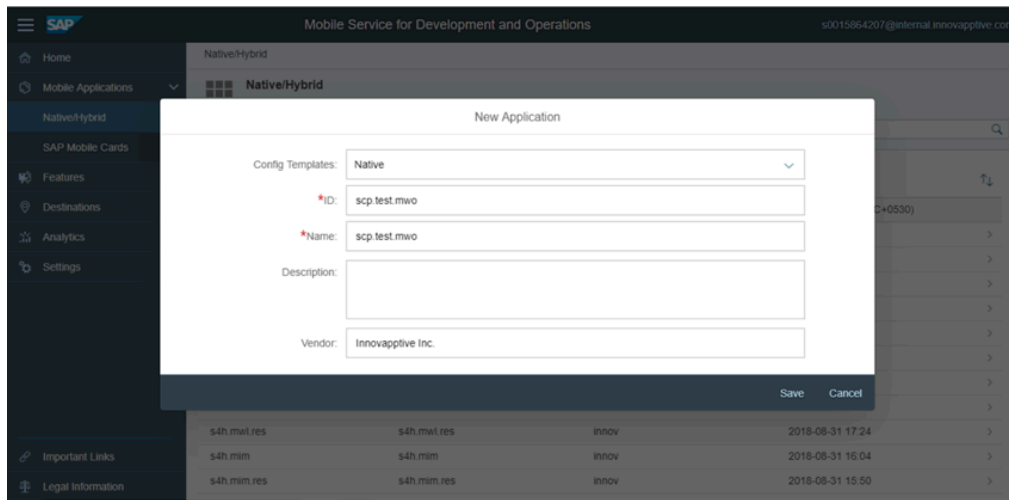 SAP Mobile Service for Development and Operations s0015864207@internal.innovapptive.com
Home
Mobile Applications
Native/Hybrid
SAP Mobile Cards
Features
Destinations
Analytics
Settings
Important Links
Legal Information
Native/Hybrid
Native/Hybrid
New Application
Config Templates: Native
*ID: scp.test.mwo
*Name: scp.test.mwo
Description:
Vendor: Innovapptive Inc.
Save Cancel
C+0530)
s4h.mwl.res s4h.mwl.res innov 2018-08-31 17:24
s4h.mim s4h.mim innov 2018-08-31 16:04
s4h.mim.res s4h.mim.res innov 2018-08-31 15:50